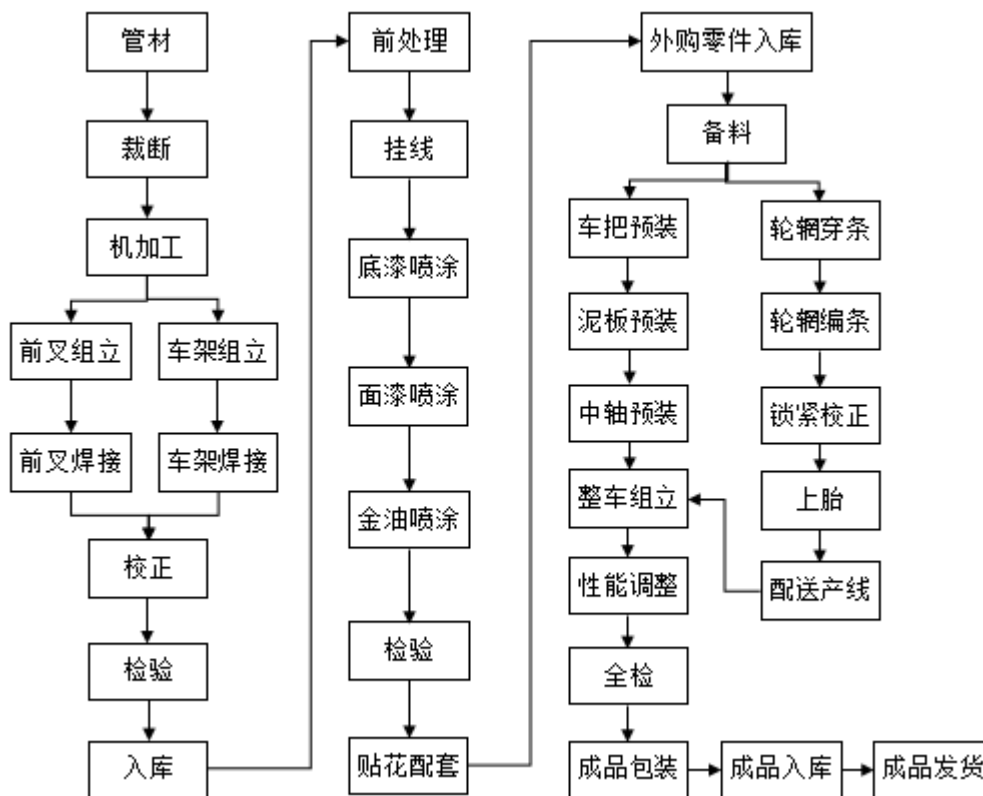 管材
裁断
机加工
前叉组立
车架组立
前叉焊接
车架焊接
校正
检验
入库
前处理
挂线
底漆喷涂
面漆喷涂
金油喷涂
检验
贴花配套
外购零件入库
备料
车把预装
泥板预装
中轴预装
整车组立
性能调整
全检
成品包装
轮辋穿条
轮辋编条
锁紧校正
上胎
配送产线
成品入库
成品发货